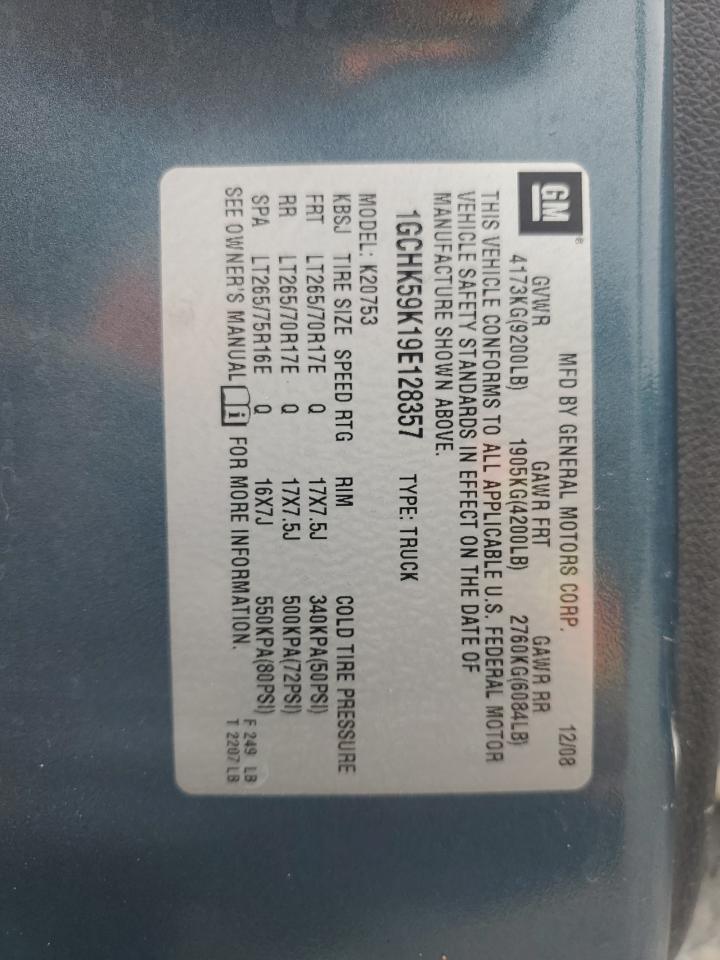 GM®
MFD BY GENERAL MOTORS CORP. 12/08
GVWR GAWR FRT GAWR RR
4173KG(9200LB) 1905KG(4200LB) 2760KG(6084LB)
THIS VEHICLE CONFORMS TO ALL APPLICABLE U.S. FEDERAL MOTOR
VEHICLE SAFETY STANDARDS IN EFFECT ON THE DATE OF
MANUFACTURE SHOWN ABOVE.
1GCHK59K19E128357 TYPE: TRUCK
MODEL: K20753
KBSJ TIRE SIZE SPEED RTG RIM COLD TIRE PRESSURE
FRT LT265/70R17E Q 17X7.5J 340KPA(50PSI)
RR LT265/70R17E Q 17X7.5J 500KPA(72PSI)
SPA LT265/75R16E Q 16X7J 550KPA(80PSI)
SEE OWNER'S MANUAL i FOR MORE INFORMATION.
F 249 LB
T 2207 LB